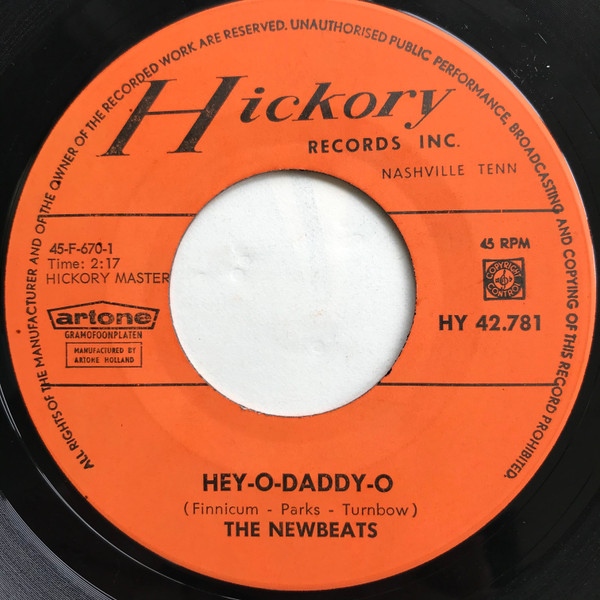 ALL RIGHTS OF THE MANUFACTURER AND OF THE OWNER OF THE RECORDED WORK ARE RESERVED. UNAUTHORISED PUBLIC PERFORMANCE, BROADCASTING AND COPYING OF THIS RECORD PROHIBITED.
Hickory
RECORDS INC.
NASHVILLE TENN
45-F-670-1
Time: 2:17
HICKORY MASTER
45 RPM
COPYRIGHT
CONTROL
artone
GRAMOFOONPLATEN
MANUFACTURED BY
ARTONE HOLLAND
HY 42.781
HEY-O-DADDY-O
(Finnicum - Parks - Turnbow)
THE NEWBEATS